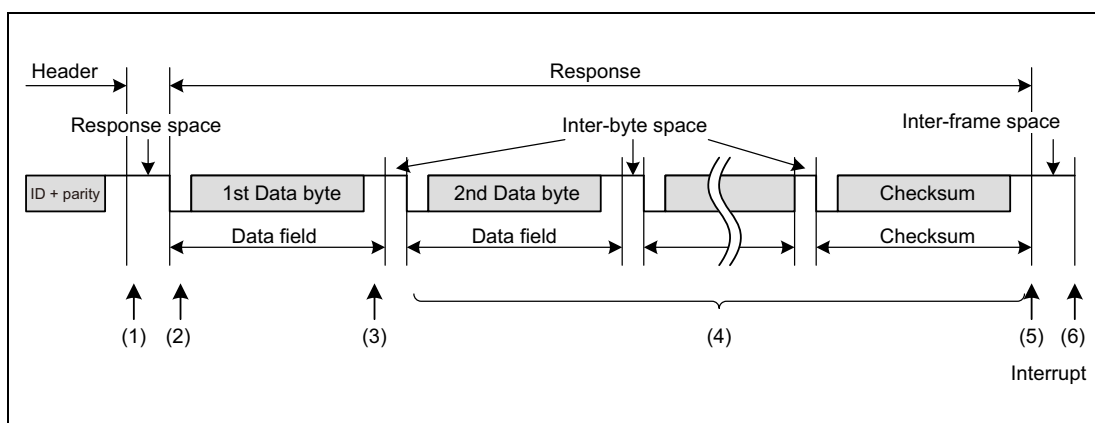 Header
Response
Response space
Inter-byte space
Inter-frame space
ID + parity
1st Data byte
2nd Data byte
Checksum
Data field
Data field
Checksum
(1)
(2)
(3)
(4)
(5)
(6)
Interrupt